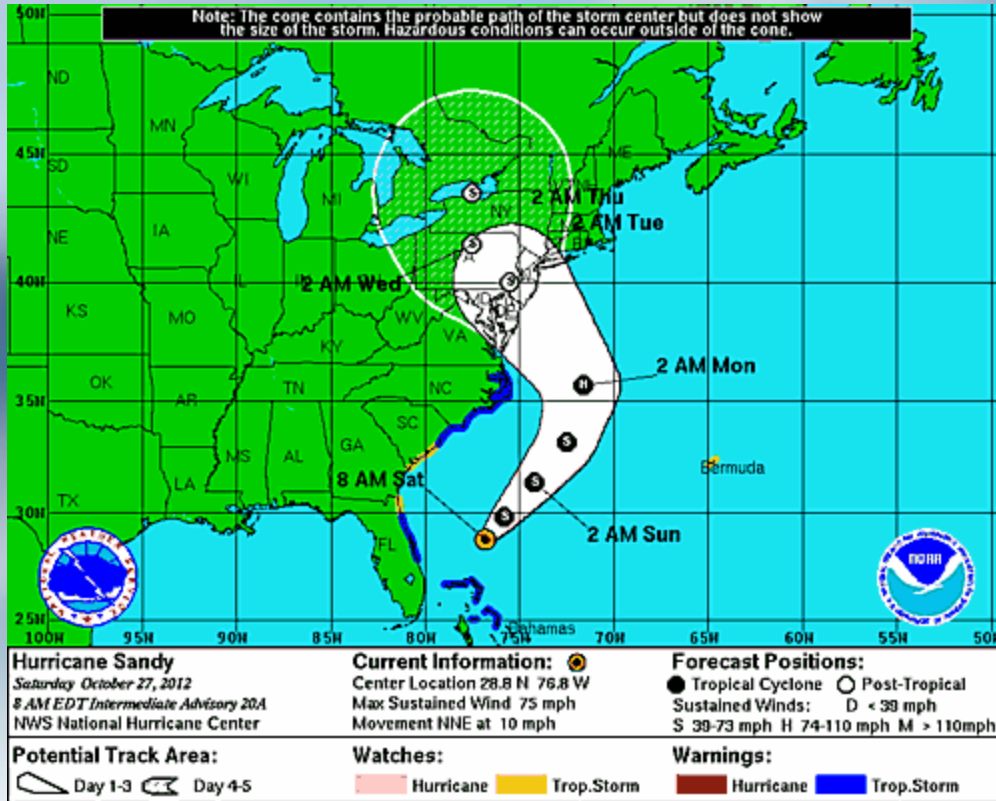 Note: The cone contains the probable path of the storm center but does not show
the size of the storm. Hazardous conditions can occur outside of the cone.
50N
ND
MN
45N
SD
WI
MI
ME
2 AM Thu
NY
2 AM Tue
NE
IA
2 AM Wed
40N
IL
KS
MO
WV
VA
KY
2 AM Mon
H
OK
TN
NC
35N
AR
SC
S
MS
AL
GA
8 AM Sat
Bermuda
TX
LA
S
30N
S
2 AM Sun
FL
NATIONAL WEATHER SERVICE
NOAA
25N
Bahamas
100W 95W 90W 85W 80W 75W 70W 65W 60W 55W
Hurricane Sandy
Saturday October 27, 2012
8 AM EDT Intermediate Advisory 20A
NWS National Hurricane Center
Current Information:
Center Location 28.8 N 76.8 W
Max Sustained Wind 75 mph
Movement NNE at 10 mph
Forecast Positions:
Tropical Cyclone Post-Tropical
Sustained Winds: D < 39 mph
S 39-73 mph H 74-110 mph M > 110mph
Potential Track Area:
Day 1-3 Day 4-5
Watches:
Hurricane Trop.Storm
Warnings:
Hurricane Trop.Storm